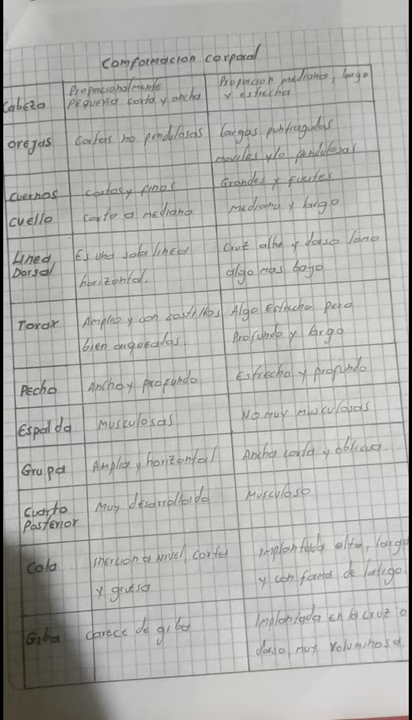 Comformacion corporal
Cabeza Proporcionalmente Pequeña corta y ancha Proporcion mediana, larga y estrecha
orejas cortas no pendulosas largas puntiagudas moviles y/o pendulosas
cuernos cortos y finos Grandes y fuertes
cuello corto a mediano mediano y largo
Linea Dorsal Es una sola linea horizontal. cruz alta y dorso lomo algo mas bajo
Torax Amplio y con costillas bien arqueadas. Algo Estrecho pero Profundo y largo
Pecho Ancho y profundo Estrecho y profundo
Espalda Musculosas No muy musculosas
Grupa Amplia y horizontal Ancha corta y oblicua
Cuarto Posterior Muy desarrollado Musculoso
Cola insercion a nivel, corta y gruesa implantada alta, larga y con forma de latigo.
Giba carece de giba Implantada en la cruz o dorso, muy voluminosa